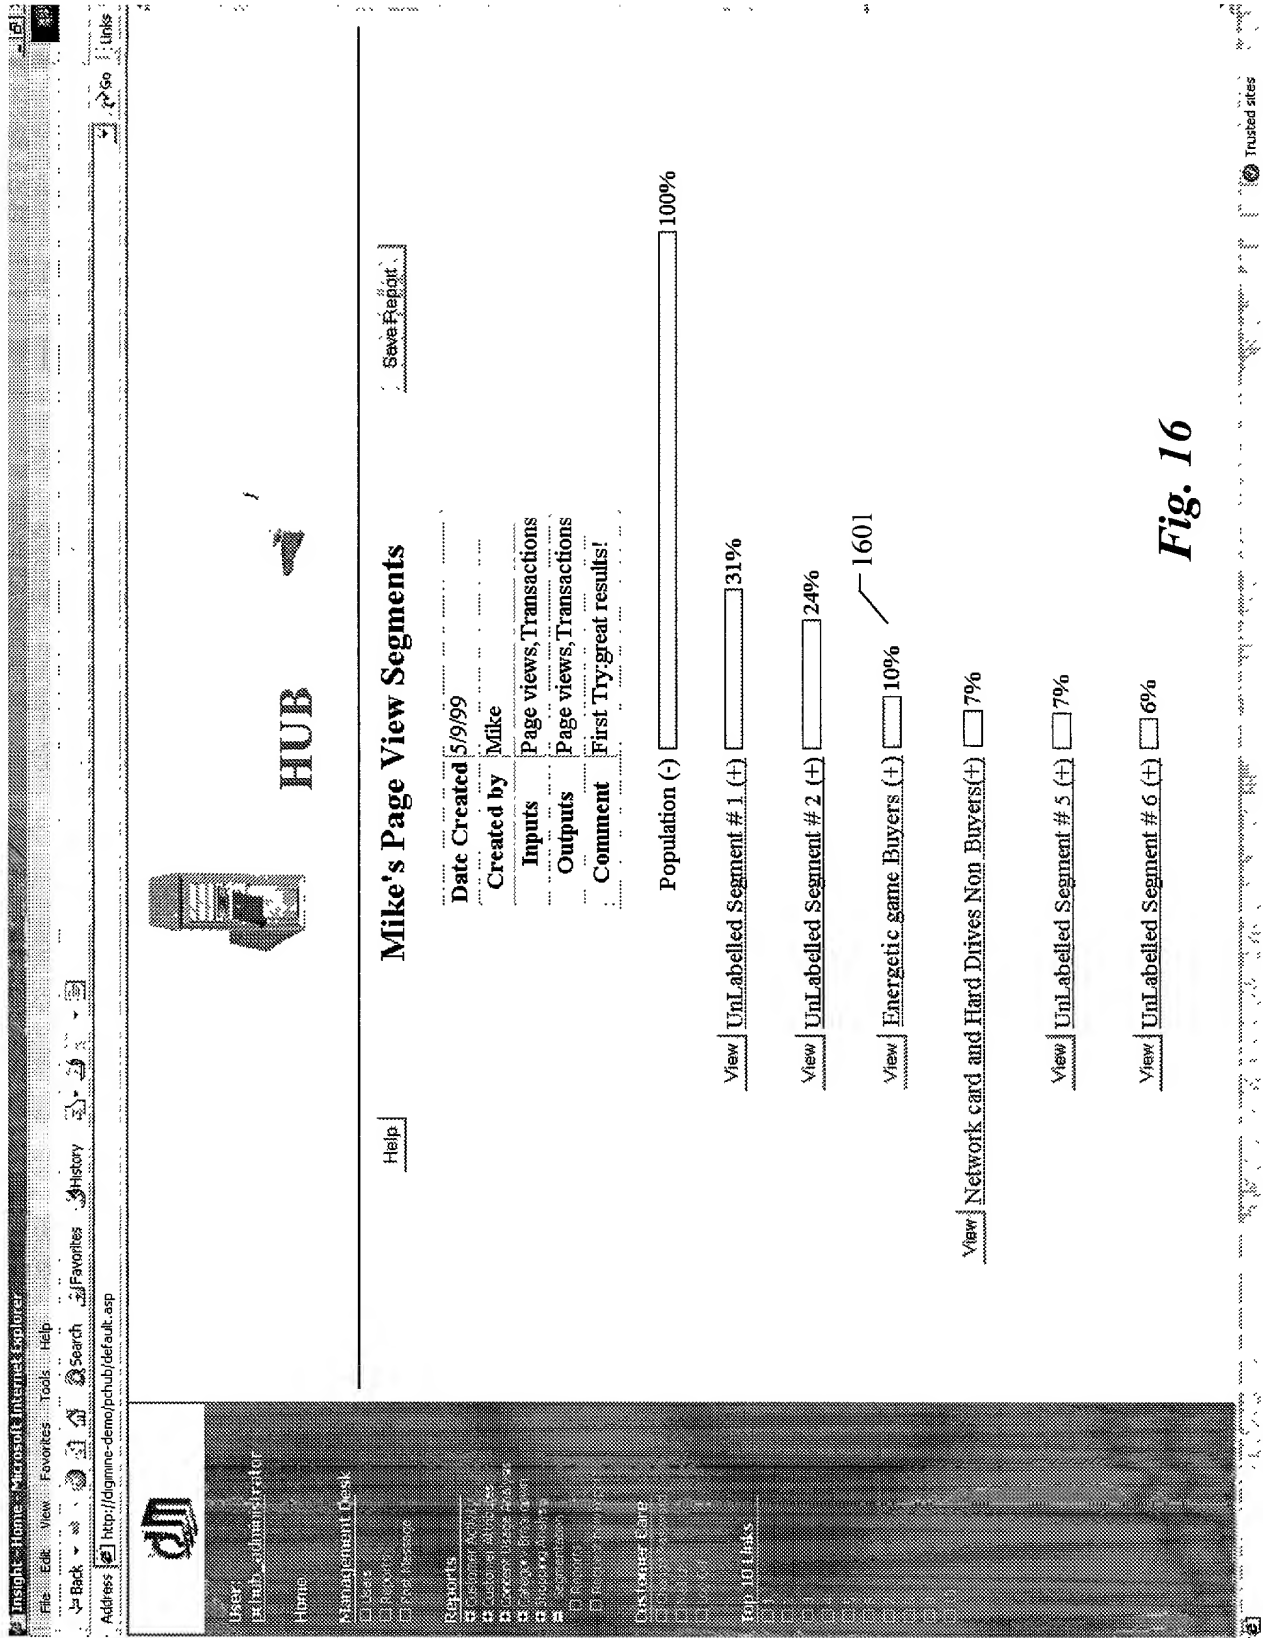 Insight - Home - Microsoft Internet Explorer
File Edit View Favorites Tools Help
Back Search Favorites History
Address http://digimine-demo/pchub/default.asp Go Links
User:
pchub_administrator
Home
Management Desk
Users
Reports
Reports
Customer Care
Top 10 Links
HUB
Help
Mike's Page View Segments
Save Report
Date Created 5/9/99
Created by Mike
Inputs Page views,Transactions
Outputs Page views,Transactions
Comment First Try:great results!
Population (-) 100%
View UnLabelled Segment # 1 (+) 31%
View UnLabelled Segment # 2 (+) 24%
View Energetic game Buyers (+) 10%
1601
View Network card and Hard Drives Non Buyers(+) 7%
View UnLabelled Segment # 5 (+) 7%
View UnLabelled Segment # 6 (+) 6%
Fig. 16
Trusted sites